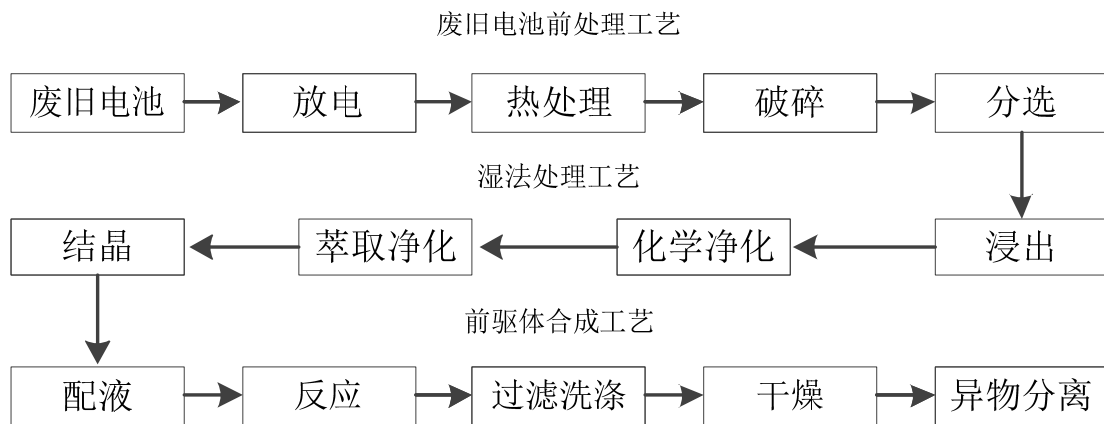 废旧电池前处理工艺
废旧电池 放电 热处理 破碎 分选
湿法处理工艺
结晶 萃取净化 化学净化 浸出
前驱体合成工艺
配液 反应 过滤洗涤 干燥 异物分离